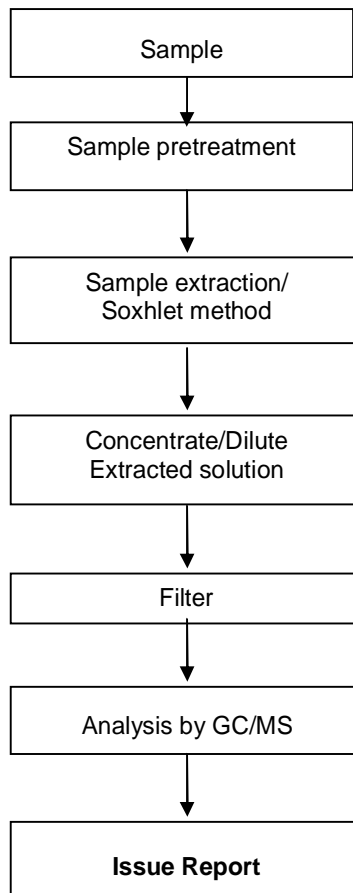 Sample
Sample pretreatment
Sample extraction/
Soxhlet method
Concentrate/Dilute
Extracted solution
Filter
Analysis by GC/MS
Issue Report